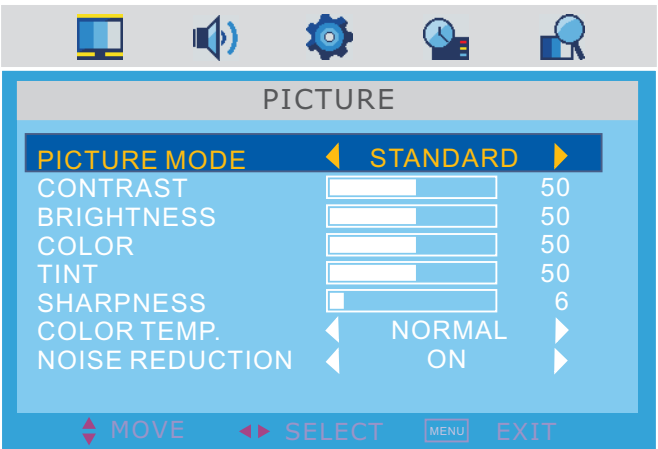 PICTURE
PICTURE MODE STANDARD
CONTRAST 50
BRIGHTNESS 50
COLOR 50
TINT 50
SHARPNESS 6
COLOR TEMP. NORMAL
NOISE REDUCTION ON
MOVE SELECT MENU EXIT